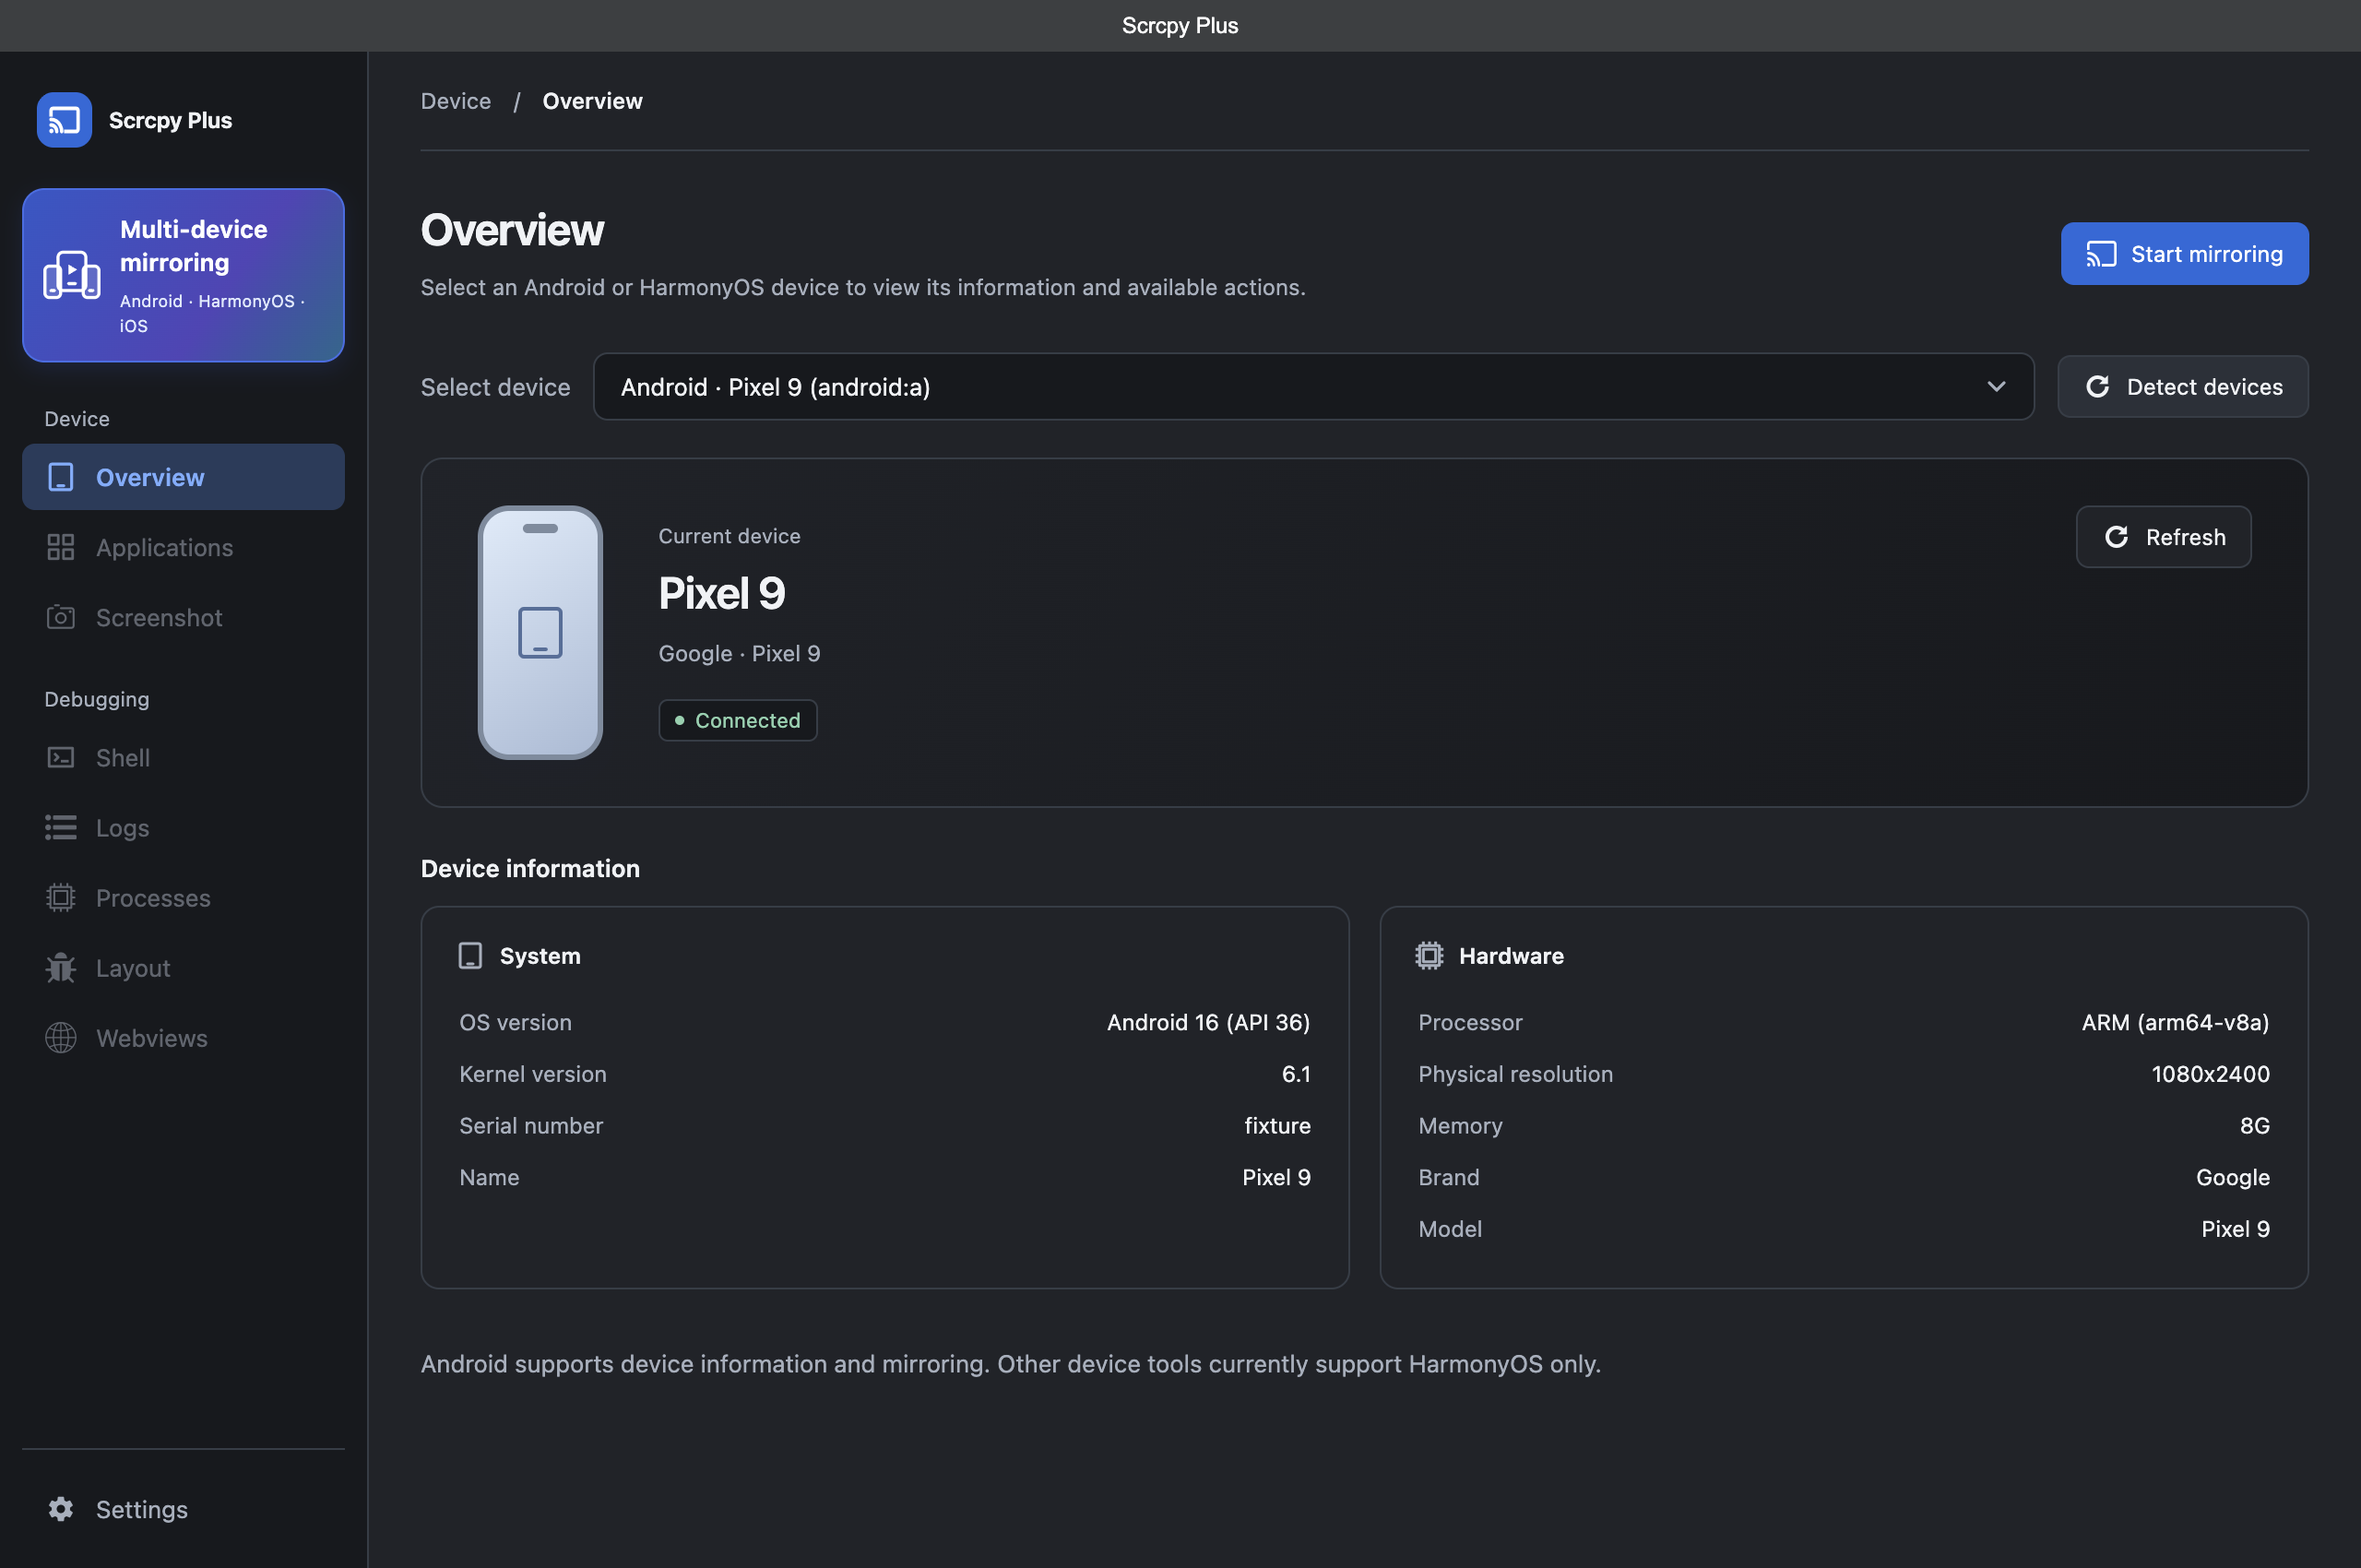 Scrcpy Plus
Scrcpy Plus
Multi-device
mirroring
Android · HarmonyOS ·
iOS
Device
Overview
Applications
Screenshot
Debugging
Shell
Logs
Processes
Layout
Webviews
Settings
Device / Overview
Overview
Select an Android or HarmonyOS device to view its information and available actions.
Start mirroring
Select device
Android · Pixel 9 (android:a)
Detect devices
Current device
Pixel 9
Google · Pixel 9
Connected
Refresh
Device information
System
OS version Android 16 (API 36)
Kernel version 6.1
Serial number fixture
Name Pixel 9
Hardware
Processor ARM (arm64-v8a)
Physical resolution 1080x2400
Memory 8G
Brand Google
Model Pixel 9
Android supports device information and mirroring. Other device tools currently support HarmonyOS only.